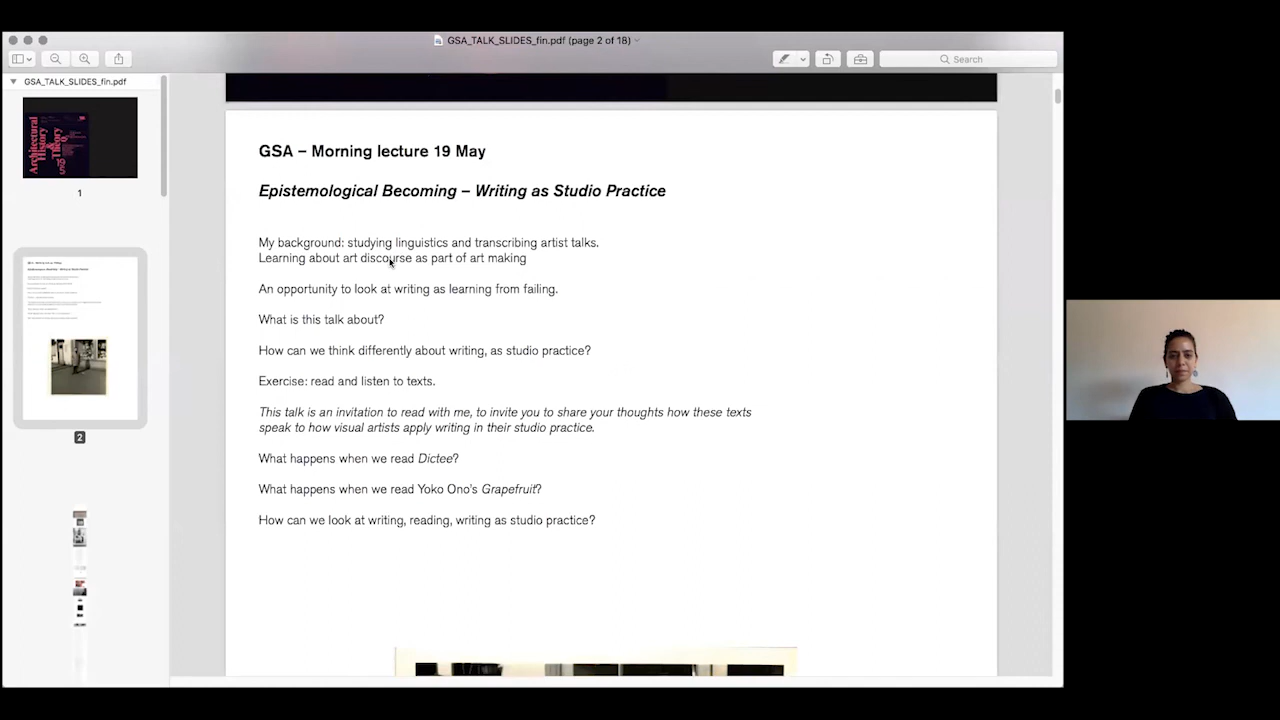 GSA_TALK_SLIDES_fin.pdf (page 2 of 18)
Search
GSA_TALK_SLIDES_fin.pdf
Architectural
History
Theory
1
2
GSA – Morning lecture 19 May
Epistemological Becoming – Writing as Studio Practice
My background: studying linguistics and transcribing artist talks.
Learning about art discourse as part of art making
An opportunity to look at writing as learning from failing.
What is this talk about?
How can we think differently about writing, as studio practice?
Exercise: read and listen to texts.
This talk is an invitation to read with me, to invite you to share your thoughts how these texts
speak to how visual artists apply writing in their studio practice.
What happens when we read Dictee?
What happens when we read Yoko Ono's Grapefruit?
How can we look at writing, reading, writing as studio practice?